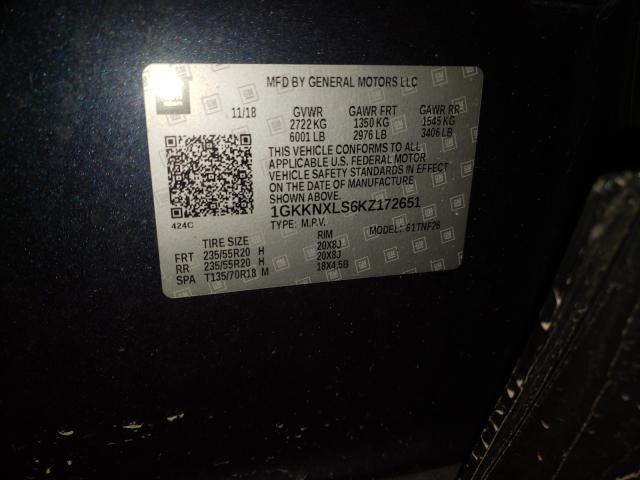 MFD BY GENERAL MOTORS LLC
11/18 GVWR GAWR FRT GAWR RR
2722 KG 1350 KG 1545 KG
6001 LB 2976 LB 3406 LB
THIS VEHICLE CONFORMS TO ALL
APPLICABLE U.S. FEDERAL MOTOR
VEHICLE SAFETY STANDARDS IN EFFECT
ON THE DATE OF MANUFACTURE
SHOWN ABOVE.
1GKKNXLS6KZ172651
424C TYPE: M.P.V. MODEL: 61TNF26
TIRE SIZE RIM
FRT 235/55R20 H 20X8J
RR 235/55R20 H 20X8J
SPA T135/70R18 M 18X4.5B